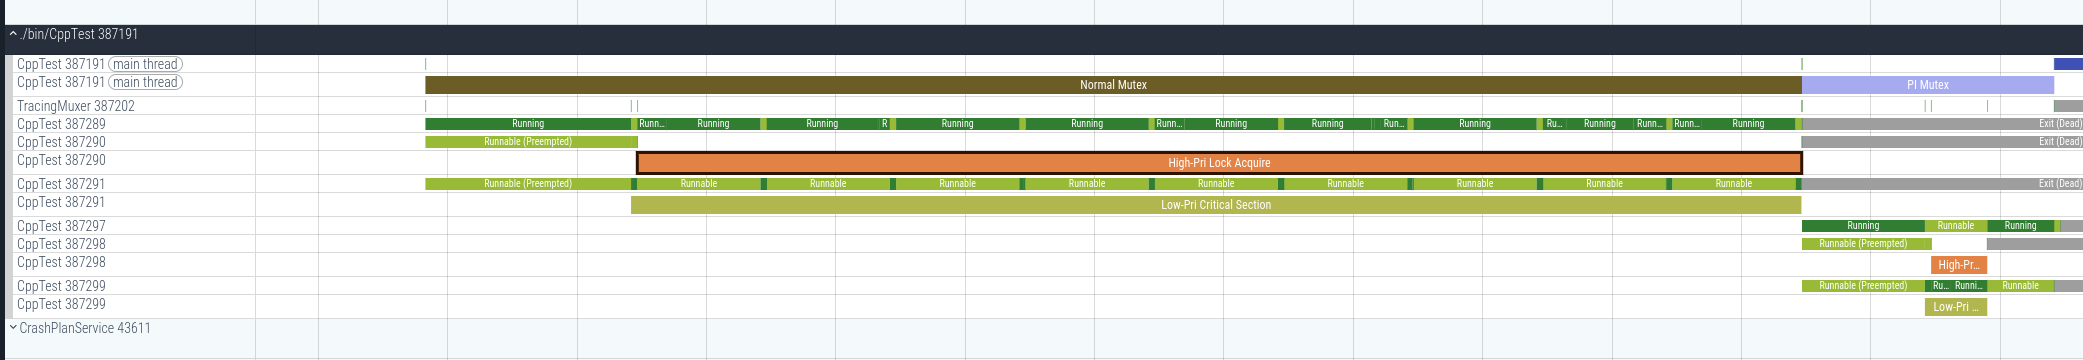 ./bin/CppTest 387191
CppTest 387191 main thread
CppTest 387191 main thread Normal Mutex PI Mutex
TracingMuxer 387202
CppTest 387289 Running Runn... Running Running R Running Running Runn... Running Running Run... Running Ru... Running Runn... Runn... Running Exit (Dead)
CppTest 387290 Runnable (Preempted) Exit (Dead)
CppTest 387290 High-Pri Lock Acquire
CppTest 387291 Runnable (Preempted) Runnable Runnable Runnable Runnable Runnable Runnable Runnable Runnable Runnable Exit (Dead)
CppTest 387291 Low-Pri Critical Section
CppTest 387297 Running Runnable Running
CppTest 387298 Runnable (Preempted)
CppTest 387298 High-Pr...
CppTest 387299 Runnable (Preempted) Ru... Runni... Runnable
CppTest 387299 Low-Pri ...
CrashPlanService 43611